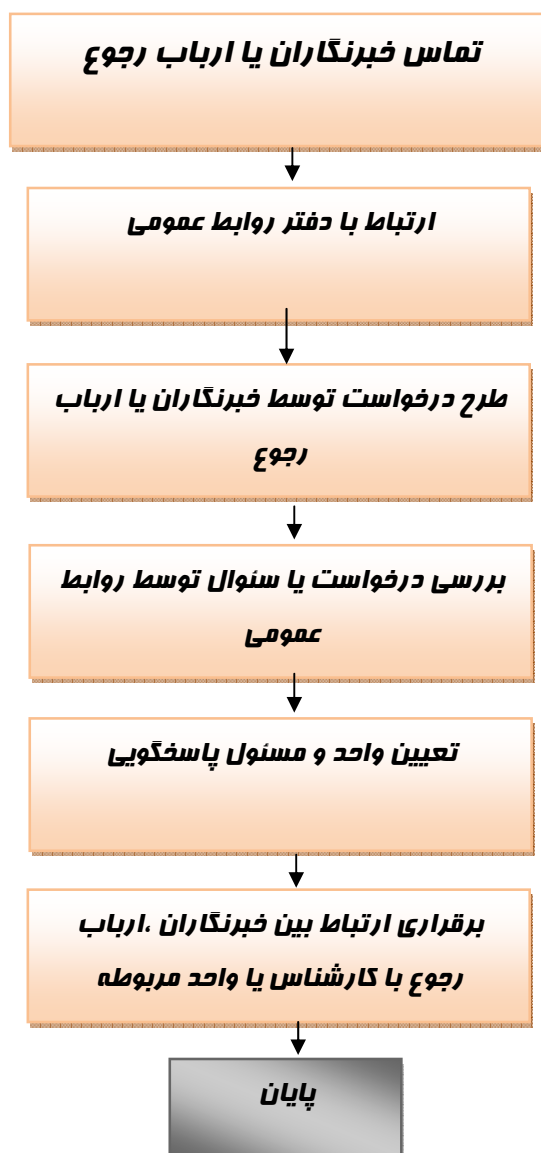 تماس خبرنگاران یا ارباب رجوع
ارتباط با دفتر روابط عمومی
طرح درخواست توسط خبرنگاران یا ارباب
رجوع
بررسی درخواست یا سئوال توسط روابط
عمومی
تعیین واحد و مسئول پاسخگویی
برقراری ارتباط بین خبرنگاران ،ارباب
رجوع با کارشناس یا واحد مربوطه
پایان